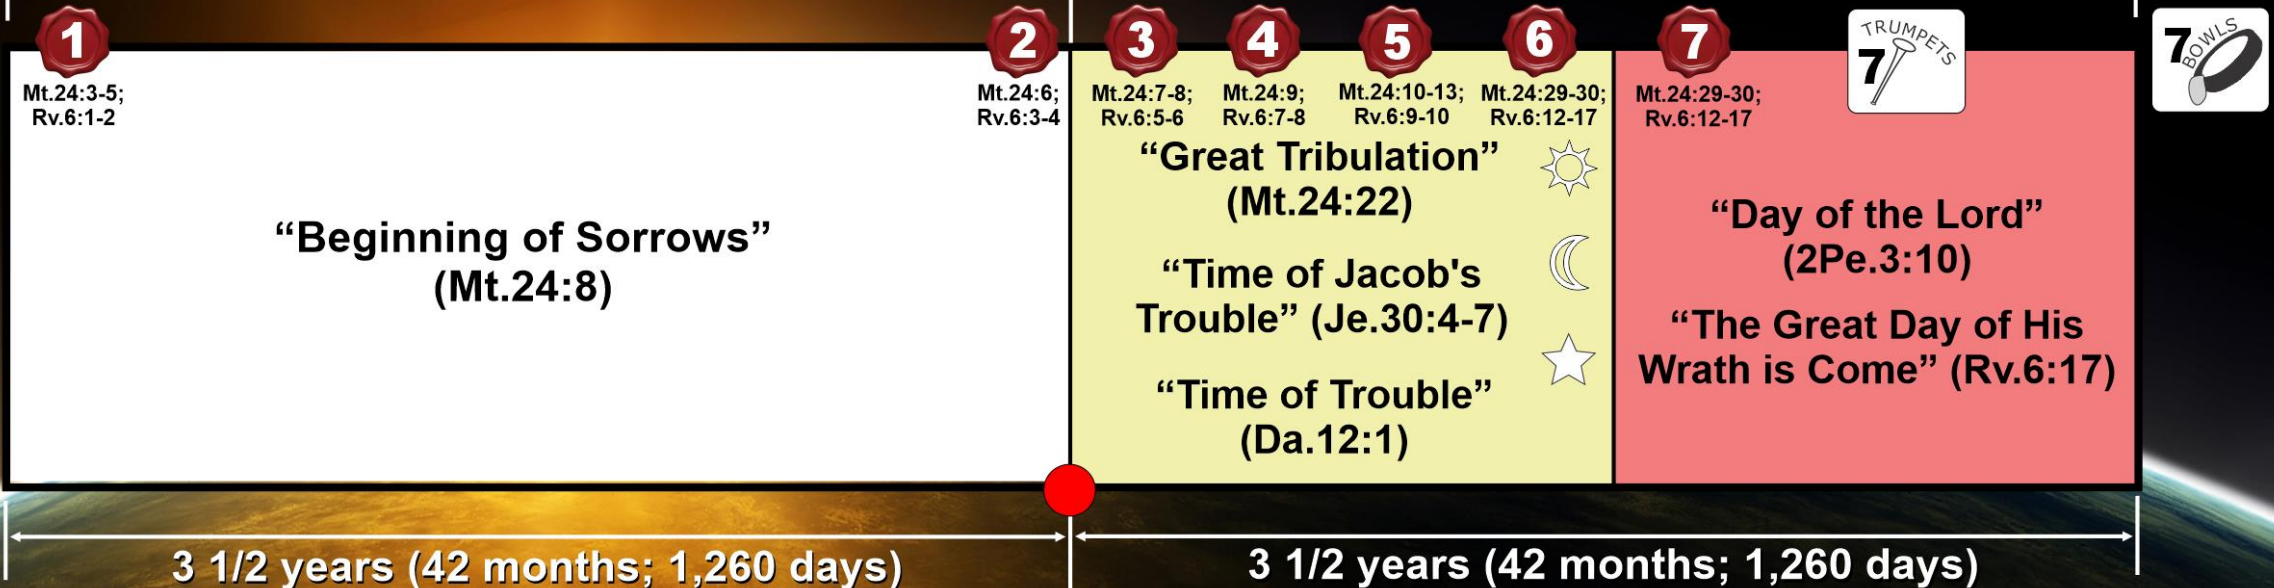 1
2
3
4
5
6
7
TRUMPETS
7
7
BOWLS
Mt.24:3-5;
Rv.6:1-2
Mt.24:6;
Rv.6:3-4
Mt.24:7-8;
Rv.6:5-6
Mt.24:9;
Rv.6:7-8
Mt.24:10-13;
Rv.6:9-10
Mt.24:29-30;
Rv.6:12-17
Mt.24:29-30;
Rv.6:12-17
“Beginning of Sorrows”
(Mt.24:8)
“Great Tribulation”
(Mt.24:22)
“Time of Jacob's
Trouble” (Je.30:4-7)
“Time of Trouble”
(Da.12:1)
“Day of the Lord”
(2Pe.3:10)
“The Great Day of His
Wrath is Come” (Rv.6:17)
3 1/2 years (42 months; 1,260 days)
3 1/2 years (42 months; 1,260 days)